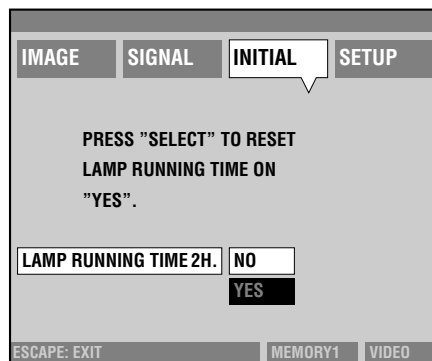 IMAGE SIGNAL INITIAL SETUP
PRESS ”SELECT” TO RESET
LAMP RUNNING TIME ON
”YES”.
LAMP RUNNING TIME 2H. NO
YES
ESCAPE: EXIT MEMORY1 VIDEO